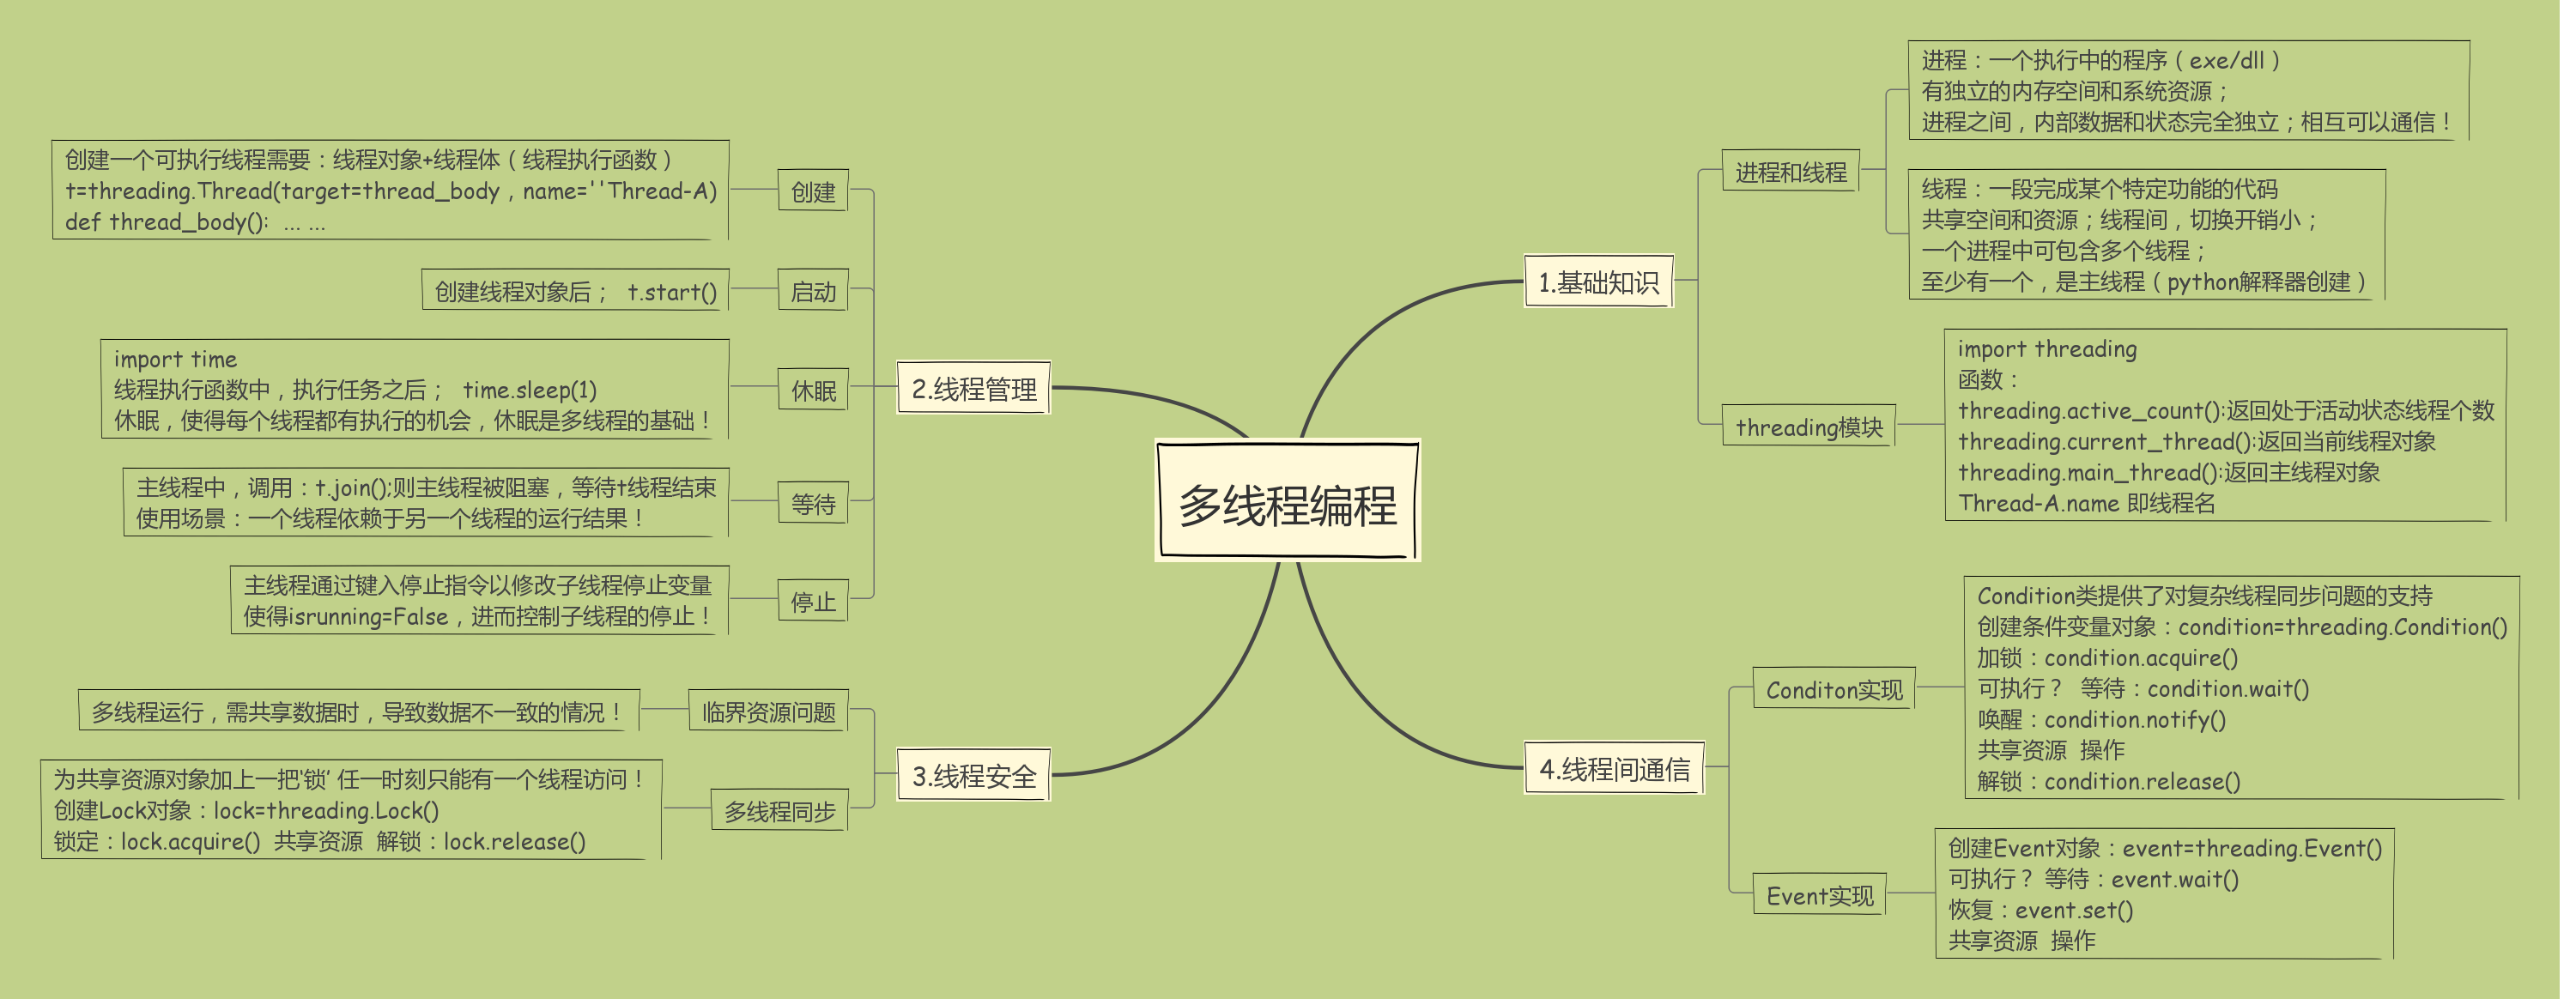 多线程编程
1.基础知识
进程和线程
进程：一个执行中的程序（exe/dll）
有独立的内存空间和系统资源；
进程之间，内部数据和状态完全独立；相互可以通信！
线程：一段完成某个特定功能的代码
共享空间和资源；线程间，切换开销小；
一个进程中可包含多个线程；
至少有一个，是主线程（python解释器创建）
threading模块
import threading
函数：
threading.active_count():返回处于活动状态线程个数
threading.current_thread():返回当前线程对象
threading.main_thread():返回主线程对象
Thread-A.name 即线程名
2.线程管理
创建
创建一个可执行线程需要：线程对象+线程体（线程执行函数）
t=threading.Thread(target=thread_body，name=''Thread-A)
def thread_body():  ... ...
启动
创建线程对象后；  t.start()
休眠
import time
线程执行函数中，执行任务之后；  time.sleep(1)
休眠，使得每个线程都有执行的机会，休眠是多线程的基础！
等待
主线程中，调用：t.join();则主线程被阻塞，等待t线程结束
使用场景：一个线程依赖于另一个线程的运行结果！
停止
主线程通过键入停止指令以修改子线程停止变量
使得isrunning=False，进而控制子线程的停止！
3.线程安全
临界资源问题
多线程运行，需共享数据时，导致数据不一致的情况！
多线程同步
为共享资源对象加上一把'锁' 任一时刻只能有一个线程访问！
创建Lock对象：lock=threading.Lock()
锁定：lock.acquire()  共享资源  解锁：lock.release()
4.线程间通信
Conditon实现
Condition类提供了对复杂线程同步问题的支持
创建条件变量对象：condition=threading.Condition()
加锁：condition.acquire()
可执行？  等待：condition.wait()
唤醒：condition.notify()
共享资源  操作
解锁：condition.release()
Event实现
创建Event对象：event=threading.Event()
可执行？ 等待：event.wait()
恢复：event.set()
共享资源  操作